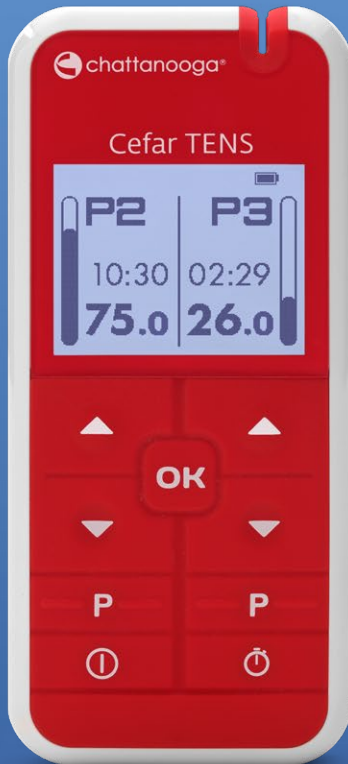 chattanooga®
Cefar TENS
P2 P3
10:30 02:29
75.0 26.0
OK
P P